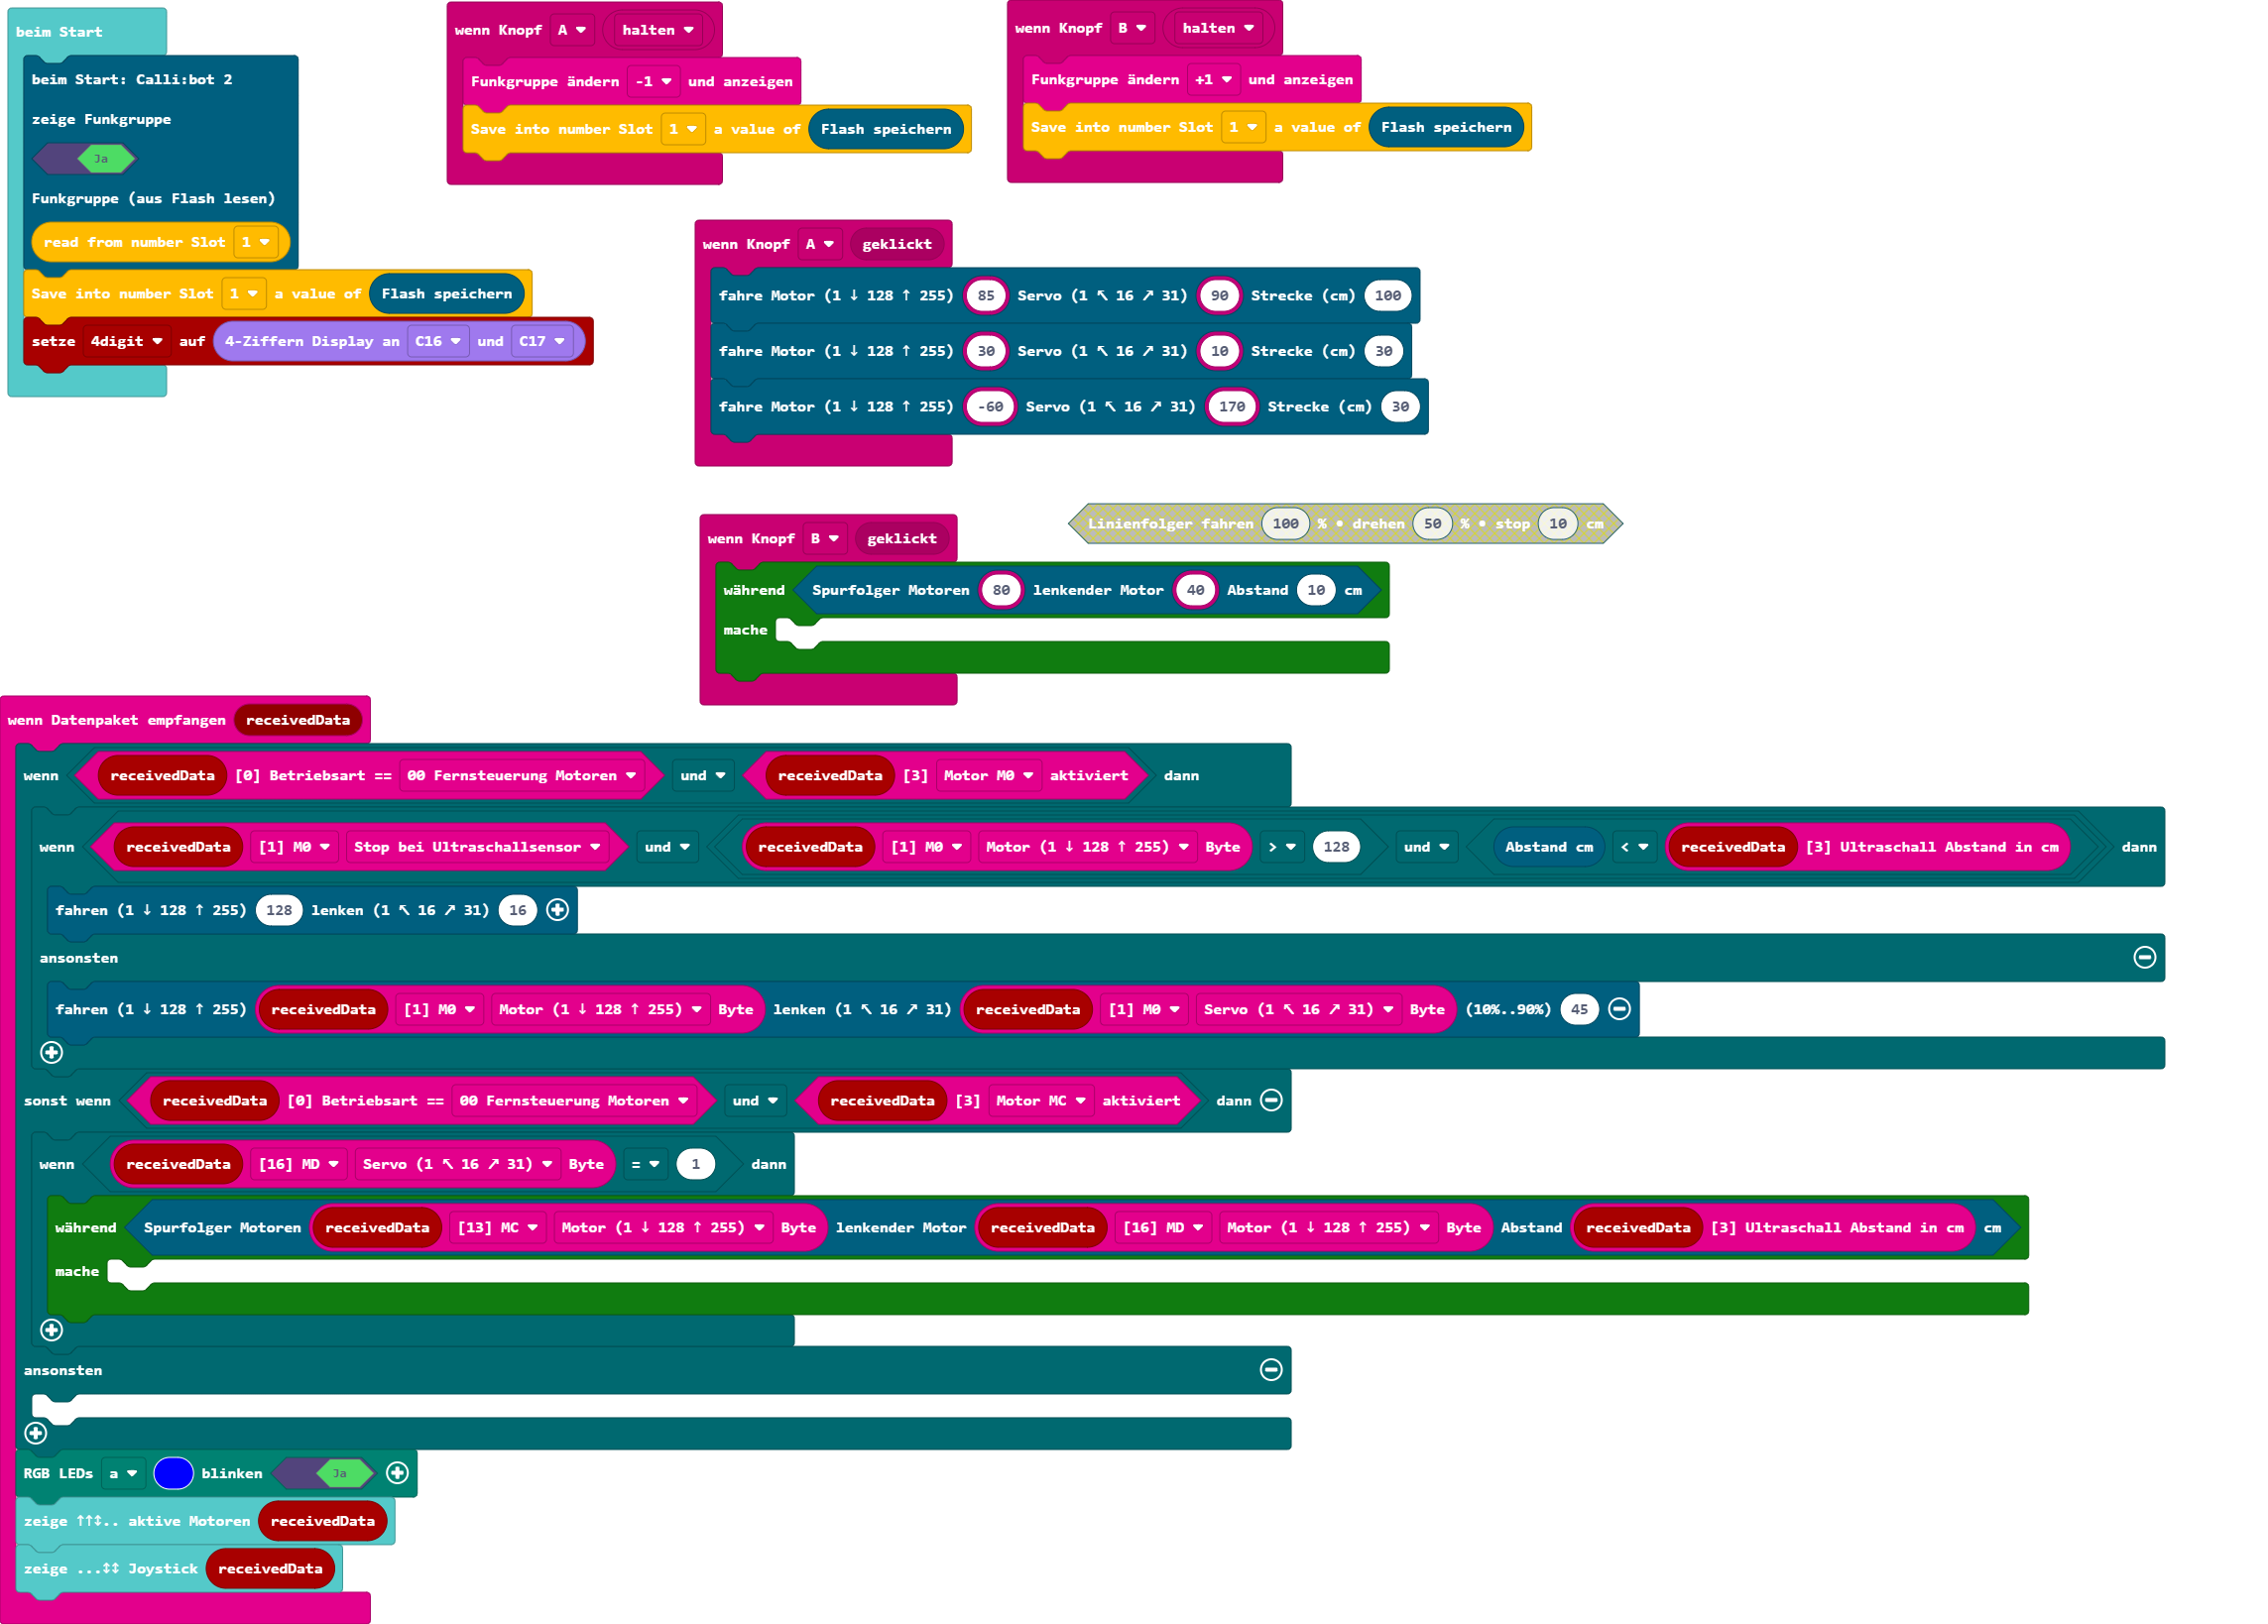 beim Start
beim Start: Calli:bot 2
zeige Funkgruppe
Ja
Funkgruppe (aus Flash lesen)
read from number Slot 1
Save into number Slot 1 a value of Flash speichern
setze 4digit auf 4-Ziffern Display an C16 und C17
wenn Knopf A halten
Funkgruppe ändern -1 und anzeigen
Save into number Slot 1 a value of Flash speichern
wenn Knopf B halten
Funkgruppe ändern +1 und anzeigen
Save into number Slot 1 a value of Flash speichern
wenn Knopf A geklickt
fahre Motor (1 ↓ 128 ↑ 255) 85 Servo (1 ↖ 16 ↗ 31) 90 Strecke (cm) 100
fahre Motor (1 ↓ 128 ↑ 255) 30 Servo (1 ↖ 16 ↗ 31) 10 Strecke (cm) 30
fahre Motor (1 ↓ 128 ↑ 255) -60 Servo (1 ↖ 16 ↗ 31) 170 Strecke (cm) 30
Linienfolger fahren 100 % • drehen 50 % • stop 10 cm
wenn Knopf B geklickt
während Spurfolger Motoren 80 lenkender Motor 40 Abstand 10 cm
mache
wenn Datenpaket empfangen receivedData
wenn receivedData [0] Betriebsart == 00 Fernsteuerung Motoren und receivedData [3] Motor M0 aktiviert dann
wenn receivedData [1] M0 Stop bei Ultraschallsensor und receivedData [1] M0 Motor (1 ↓ 128 ↑ 255) Byte > 128 und Abstand cm < receivedData [3] Ultraschall Abstand in cm dann
fahren (1 ↓ 128 ↑ 255) 128 lenken (1 ↖ 16 ↗ 31) 16
ansonsten
fahren (1 ↓ 128 ↑ 255) receivedData [1] M0 Motor (1 ↓ 128 ↑ 255) Byte lenken (1 ↖ 16 ↗ 31) receivedData [1] M0 Servo (1 ↖ 16 ↗ 31) Byte (10%..90%) 45
sonst wenn receivedData [0] Betriebsart == 00 Fernsteuerung Motoren und receivedData [3] Motor MC aktiviert dann
wenn receivedData [16] MD Servo (1 ↖ 16 ↗ 31) Byte = 1 dann
während Spurfolger Motoren receivedData [13] MC Motor (1 ↓ 128 ↑ 255) Byte lenkender Motor receivedData [16] MD Motor (1 ↓ 128 ↑ 255) Byte Abstand receivedData [3] Ultraschall Abstand in cm cm
mache
ansonsten
RGB LEDs a blinken Ja
zeige ↑↑↕.. aktive Motoren receivedData
zeige ...↕↕ Joystick receivedData